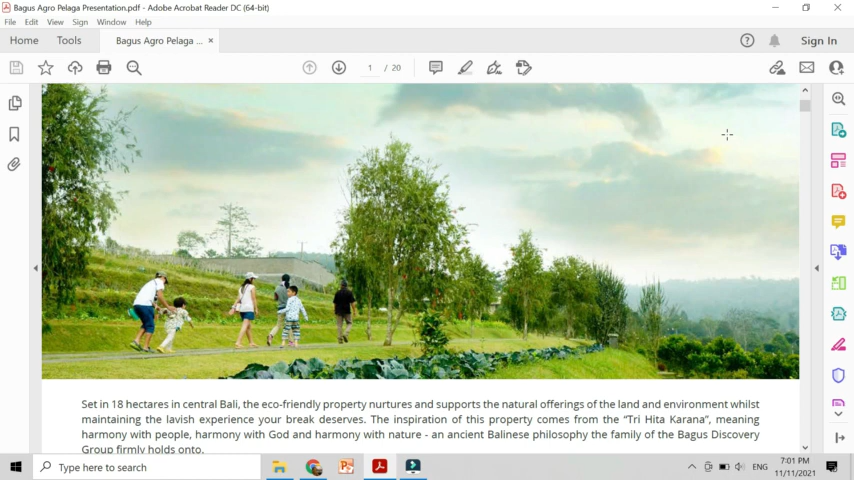 Bagus Agro Pelaga Presentation.pdf - Adobe Acrobat Reader DC (64-bit)
File Edit View Sign Window Help
Home Tools Bagus Agro Pelaga ... × Sign In
1 / 20
Set in 18 hectares in central Bali, the eco-friendly property nurtures and supports the natural offerings of the land and environment whilst
maintaining the lavish experience your break deserves. The inspiration of this property comes from the “Tri Hita Karana”, meaning
harmony with people, harmony with God and harmony with nature - an ancient Balinese philosophy the family of the Bagus Discovery
Group firmly holds onto.
Type here to search
ENG
7:01 PM
11/11/2021